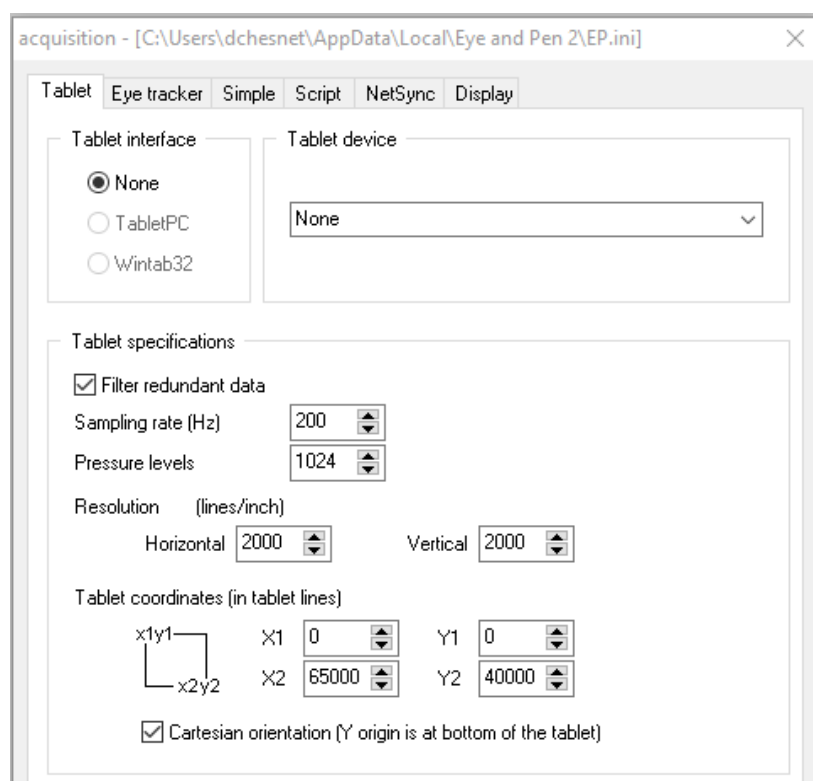 acquisition - [C:\Users\dchesnet\AppData\Local\Eye and Pen 2\EP.ini]
Tablet Eye tracker Simple Script NetSync Display
Tablet interface
None
TabletPC
Wintab32
Tablet device
None
Tablet specifications
Filter redundant data
Sampling rate (Hz) 200
Pressure levels 1024
Resolution (lines/inch)
Horizontal 2000 Vertical 2000
Tablet coordinates (in tablet lines)
x1y1 X1 0 Y1 0
x2y2 X2 65000 Y2 40000
Cartesian orientation (Y origin is at bottom of the tablet)